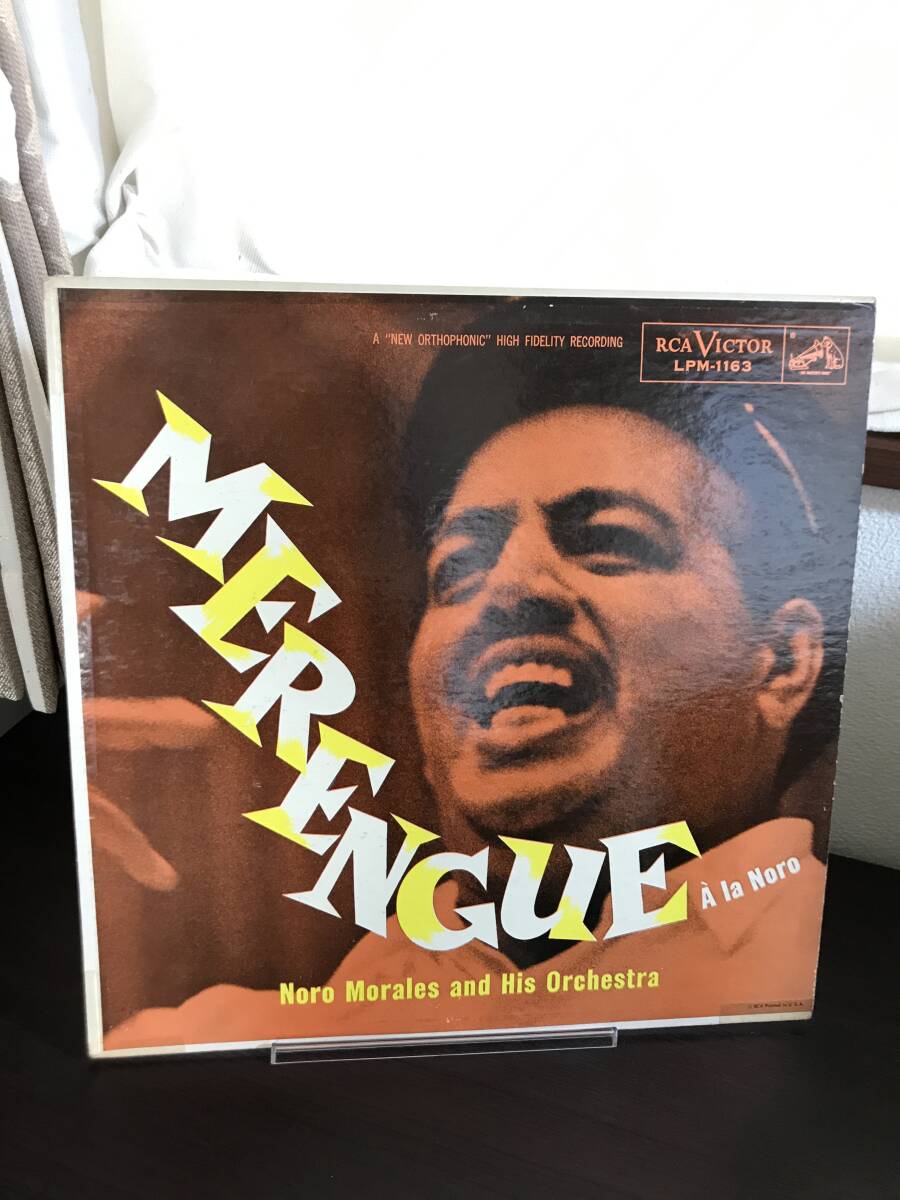 A "NEW ORTHOPHONIC" HIGH FIDELITY RECORDING
RCA VICTOR
LPM-1163
MERENGUE
À la Noro
Noro Morales and His Orchestra